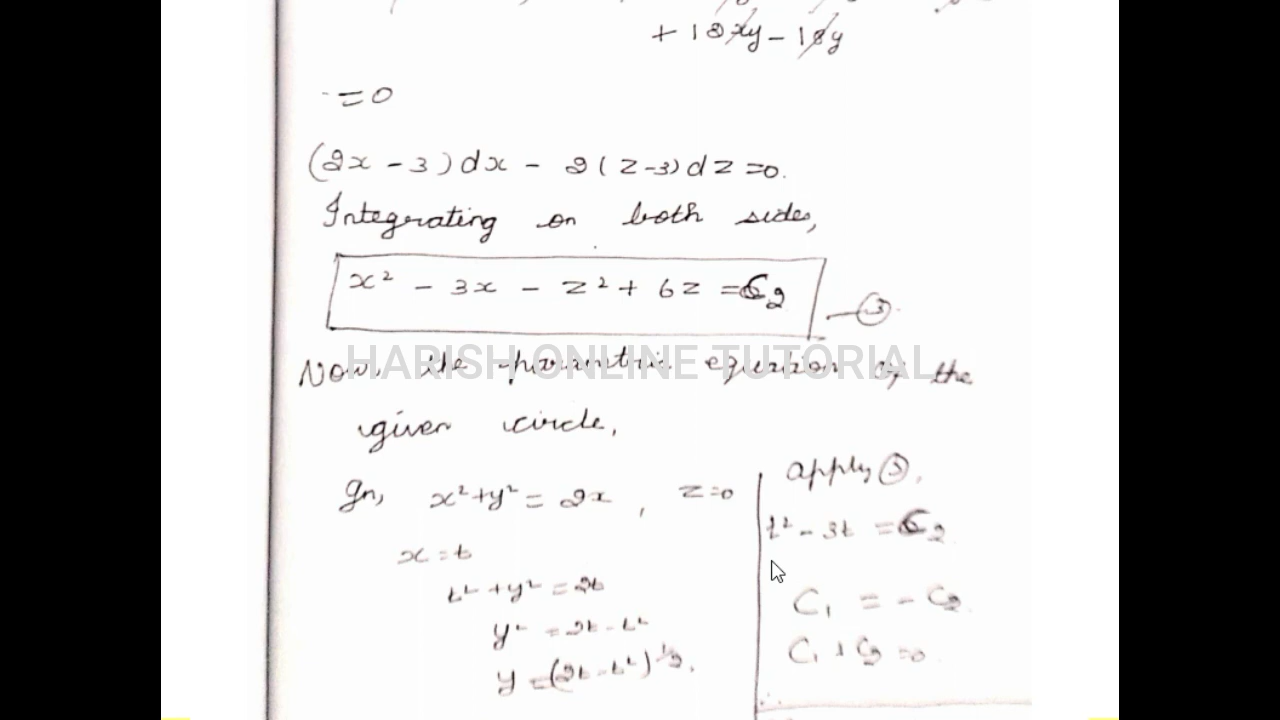 + 18xy - 18y
= 0
(2x - 3) dx - 2(z-3) dz = 0.
Integrating on both sides,
x² - 3x - z² + 6z = C₂ —③
HARISH ONLINE TUTORIAL
Now, the parametric equation of the
given circle,
Gn, x²+y² = 2x , z=0
x = t
t² + y² = 2t
y² = 2t - t²
y = (2t - t²)^1/2.
apply ③,
t² - 3t = C₂
C₁ = - C₂
C₁ + C₂ = 0